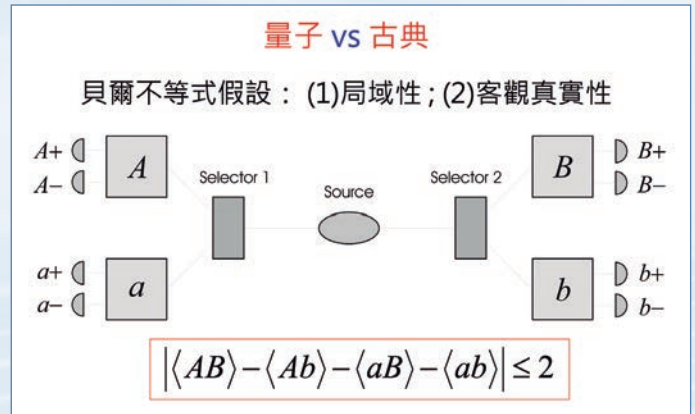 量子 vs 古典
貝爾不等式假設： (1)局域性 ; (2)客觀真實性
A+
A−
A
Selector 1
Source
Selector 2
B
B+
B−
a+
a−
a
b
b+
b−
|⟨AB⟩−⟨Ab⟩−⟨aB⟩−⟨ab⟩| ≤ 2